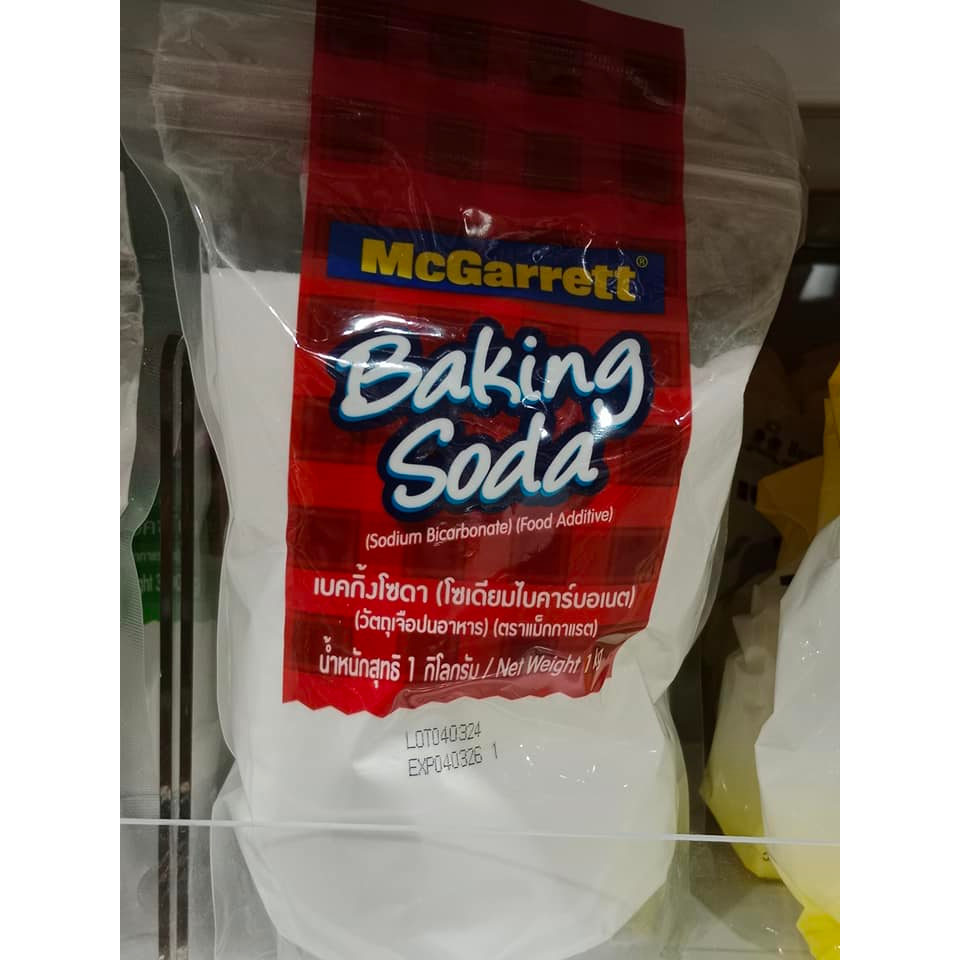 McGarrett®
Baking
Soda
(Sodium Bicarbonate) (Food Additive)
เบคกิ้งโซดา (โซเดียมไบคาร์บอเนต)
(วัตถุเจือปนอาหาร) (ตราแม็กกาแรต)
น้ำหนักสุทธิ 1 กิโลกรัม / Net Weight 1 kg
LOT040324
EXP040326 1